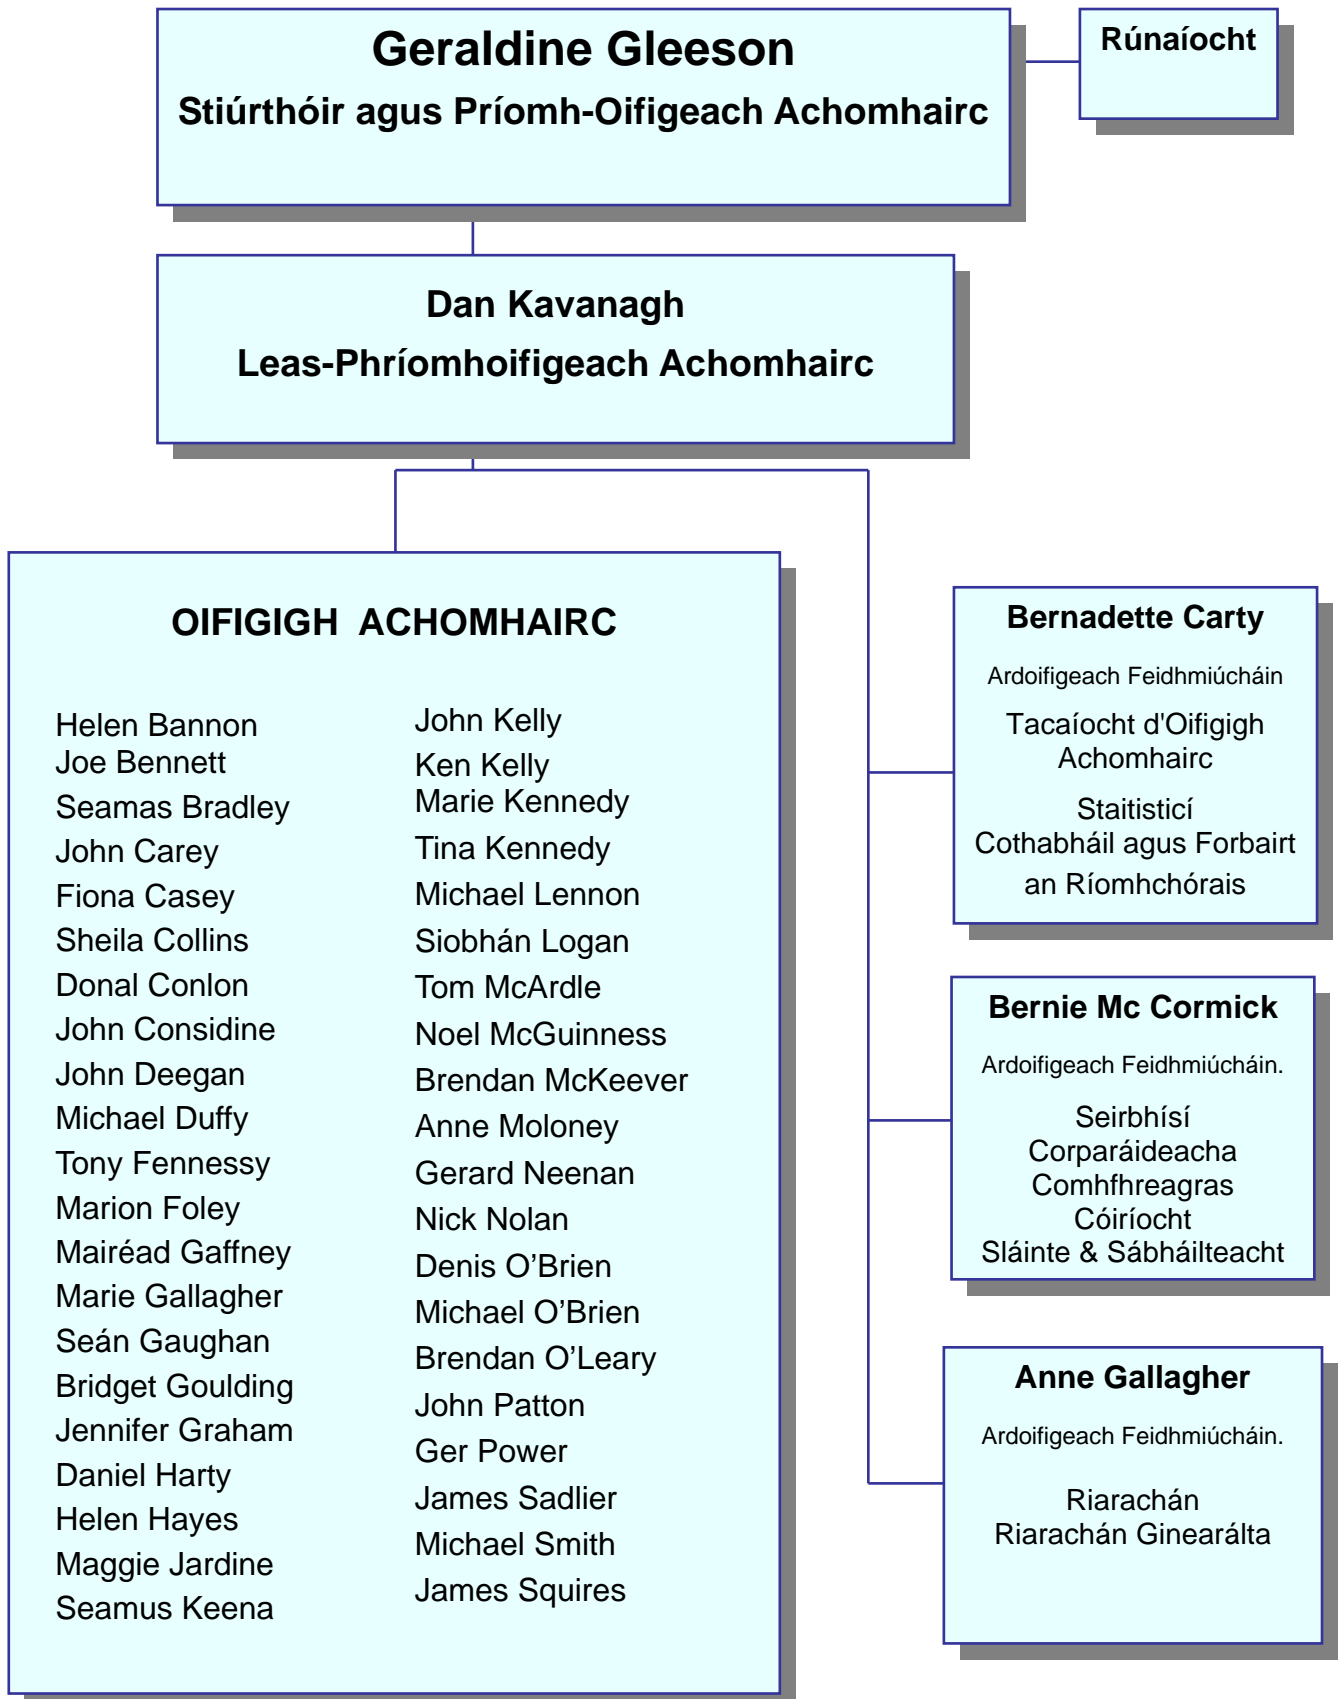 Geraldine Gleeson
Stiúrthóir agus Príomh-Oifigeach Achomhairc
Rúnaíocht
Dan Kavanagh
Leas-Phríomhoifigeach Achomhairc
OIFIGIGH ACHOMHAIRC
Helen Bannon
Joe Bennett
Seamas Bradley
John Carey
Fiona Casey
Sheila Collins
Donal Conlon
John Considine
John Deegan
Michael Duffy
Tony Fennessy
Marion Foley
Mairéad Gaffney
Marie Gallagher
Seán Gaughan
Bridget Goulding
Jennifer Graham
Daniel Harty
Helen Hayes
Maggie Jardine
Seamus Keena
John Kelly
Ken Kelly
Marie Kennedy
Tina Kennedy
Michael Lennon
Siobhán Logan
Tom McArdle
Noel McGuinness
Brendan McKeever
Anne Moloney
Gerard Neenan
Nick Nolan
Denis O’Brien
Michael O’Brien
Brendan O’Leary
John Patton
Ger Power
James Sadlier
Michael Smith
James Squires
Bernadette Carty
Ardoifigeach Feidhmiúcháin
Tacaíocht d'Oifigigh
Achomhairc
Staitisticí
Cothabháil agus Forbairt
an Ríomhchórais
Bernie Mc Cormick
Ardoifigeach Feidhmiúcháin.
Seirbhísí
Corparáideacha
Comhfhreagras
Cóiríocht
Sláinte & Sábháilteacht
Anne Gallagher
Ardoifigeach Feidhmiúcháin.
Riarachán
Riarachán Ginearálta